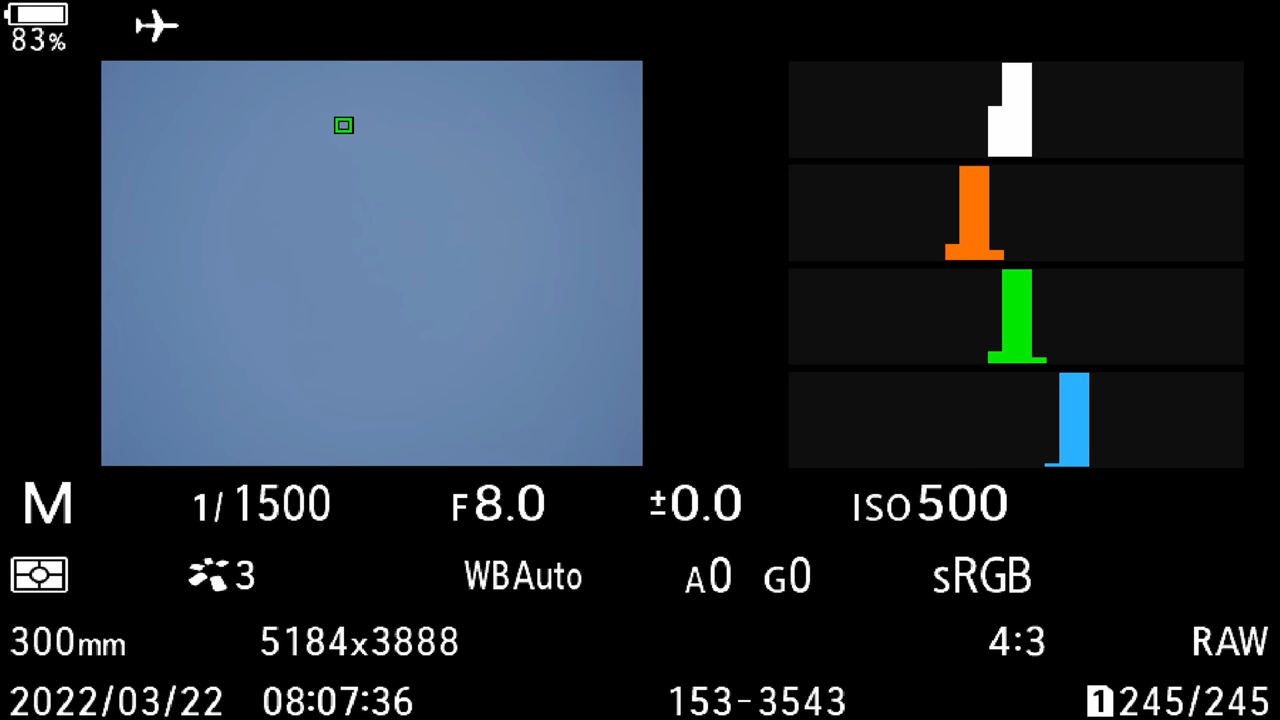 83%
M 1/1500 F8.0 ±0.0 ISO500
3 WBAuto A0 G0 sRGB
300mm 5184x3888 4:3 RAW
2022/03/22 08:07:36 153-3543 1 245/245